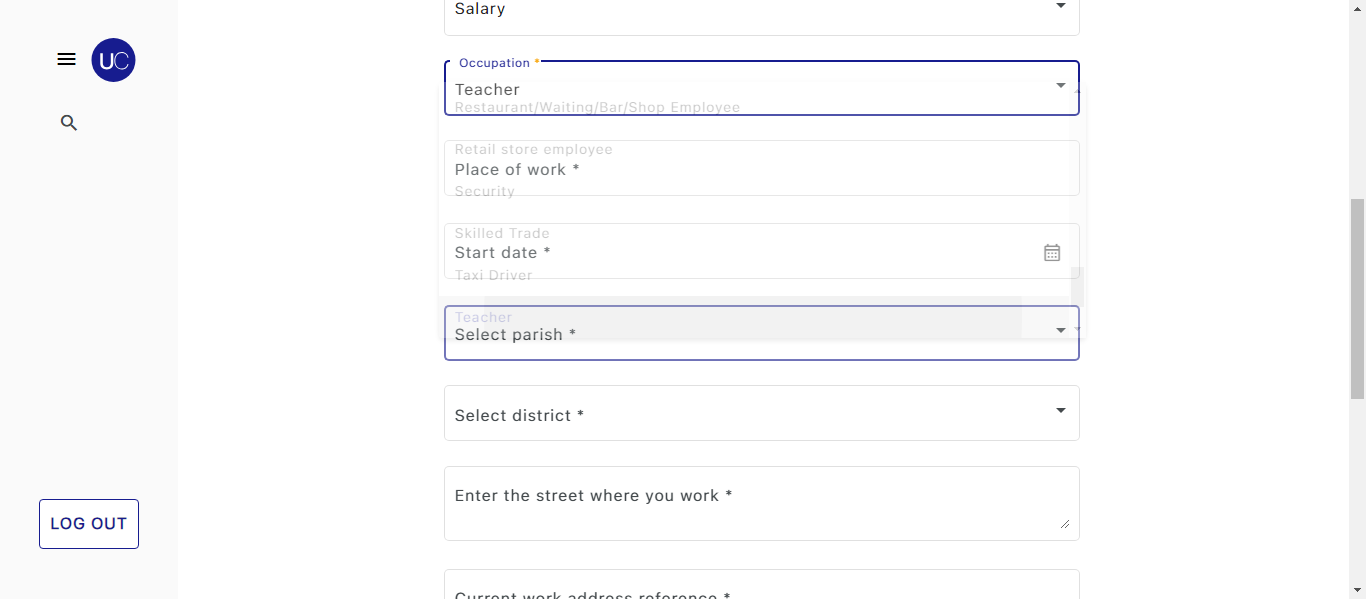 Salary
UC
Occupation *
Teacher
Restaurant/Waiting/Bar/Shop Employee
Retail store employee
Place of work *
Security
Skilled Trade
Start date *
Taxi Driver
Teacher
Select parish *
Select district *
Enter the street where you work *
LOG OUT
Current work address reference *